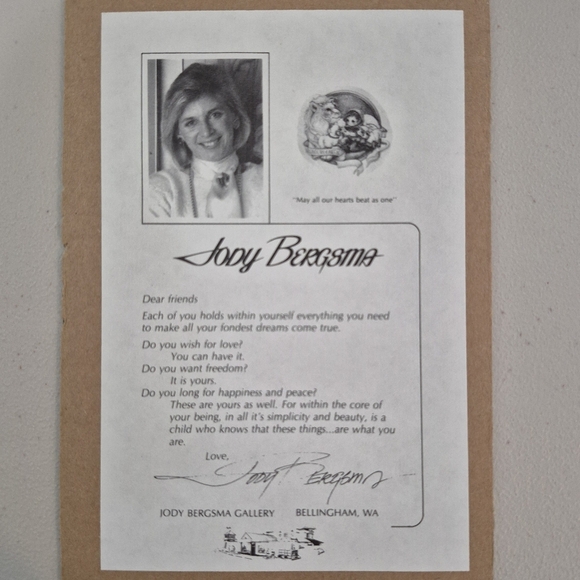 "May all our hearts beat as one"
JODY BERGSMA
Dear friends
Each of you holds within yourself everything you need
to make all your fondest dreams come true.
Do you wish for love?
You can have it.
Do you want freedom?
It is yours.
Do you long for happiness and peace?
These are yours as well. For within the core of
your being, in all it's simplicity and beauty, is a
child who knows that these things...are what you
are.
Love,
Jody Bergsma
JODY BERGSMA GALLERY BELLINGHAM, WA